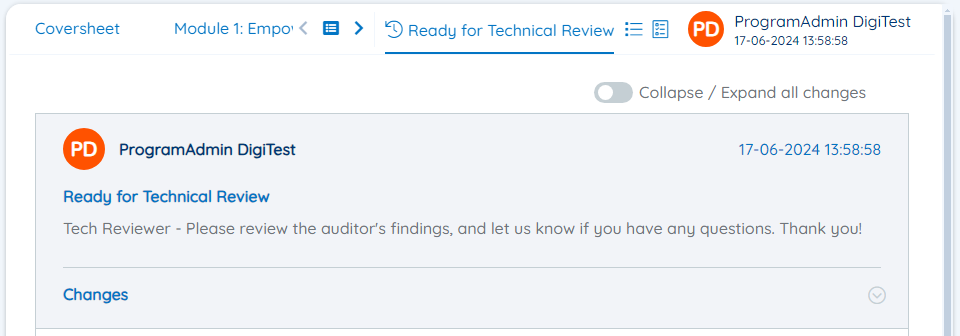 Coversheet
Module 1: Empo
Ready for Technical Review
PD
ProgramAdmin DigiTest
17-06-2024 13:58:58
Collapse / Expand all changes
PD
ProgramAdmin DigiTest
17-06-2024 13:58:58
Ready for Technical Review
Tech Reviewer - Please review the auditor's findings, and let us know if you have any questions. Thank you!
Changes